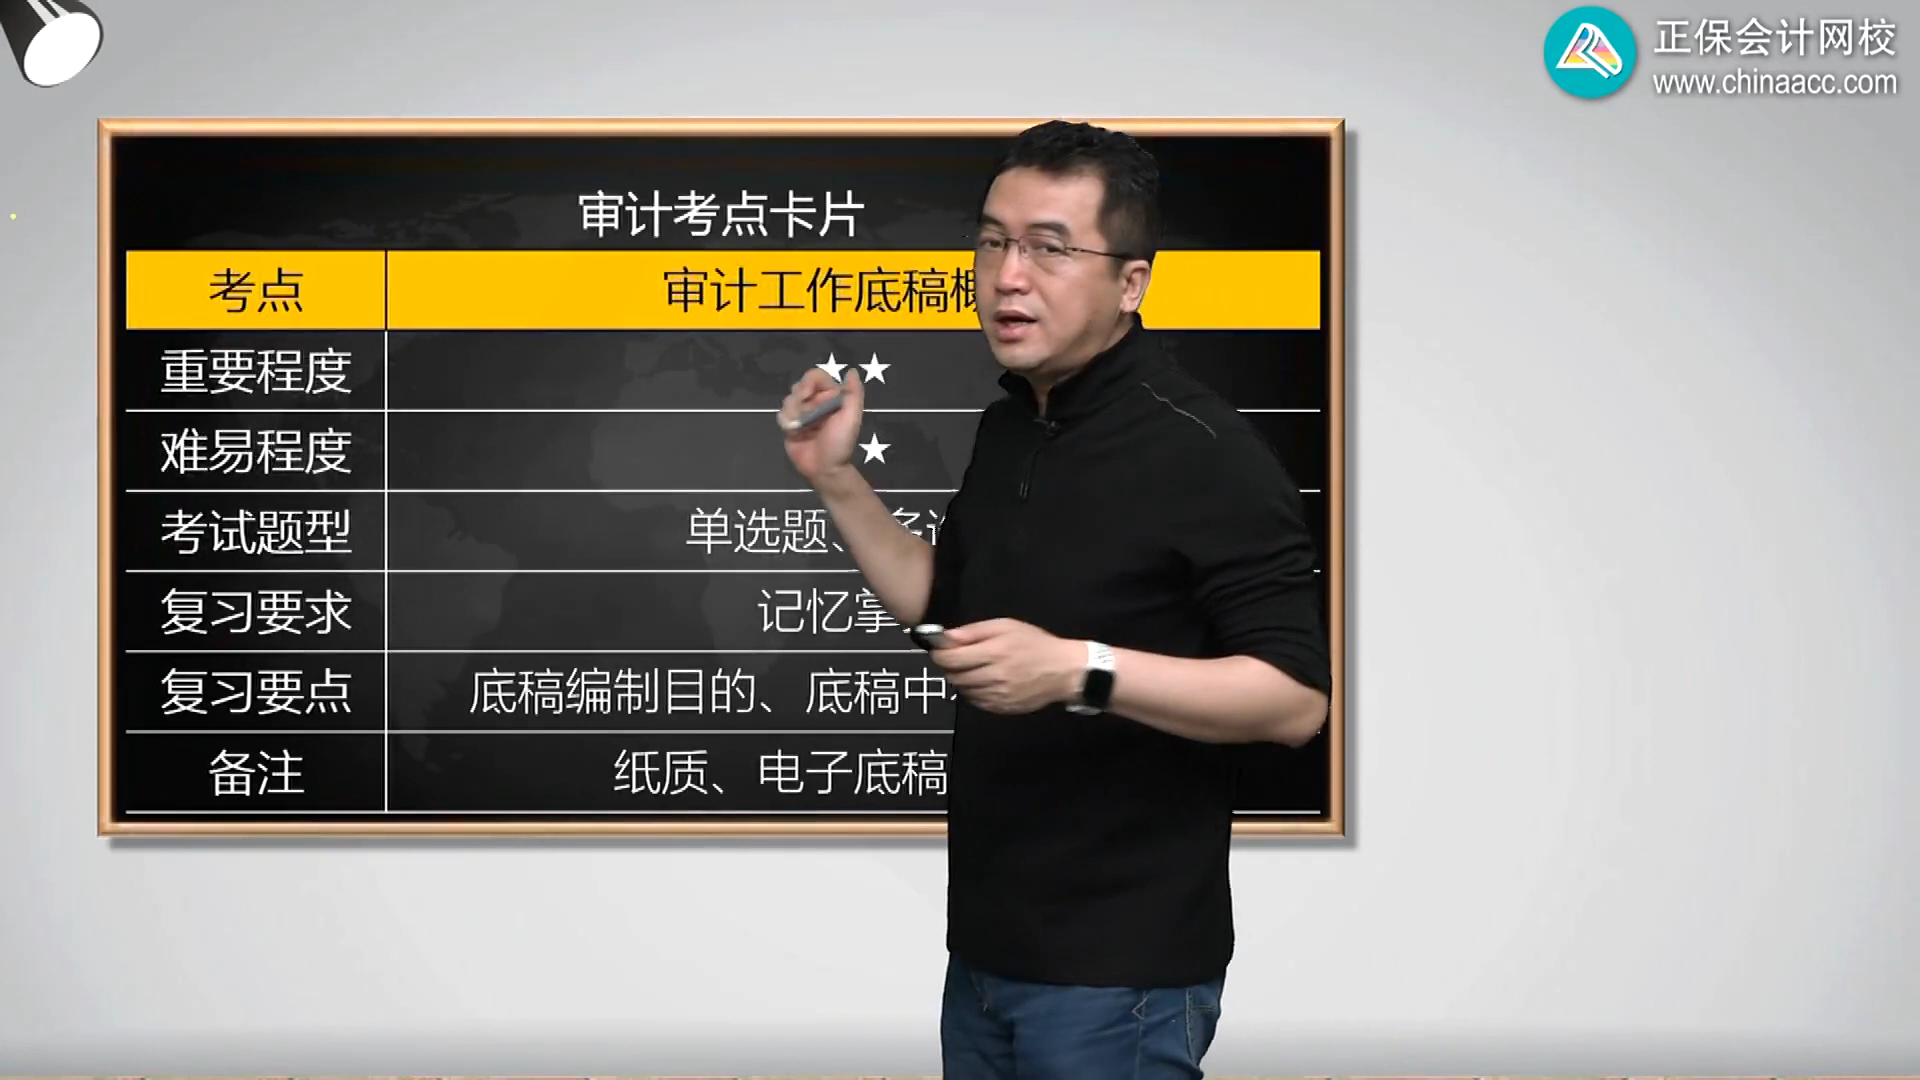 正保会计网校
www.chinaacc.com
审计考点卡片
考点 审计工作底稿
重要程度 ★★
难易程度 ★
考试题型 单选题、
复习要求 记忆
复习要点 底稿编制目的、底稿中
备注 纸质、电子底稿